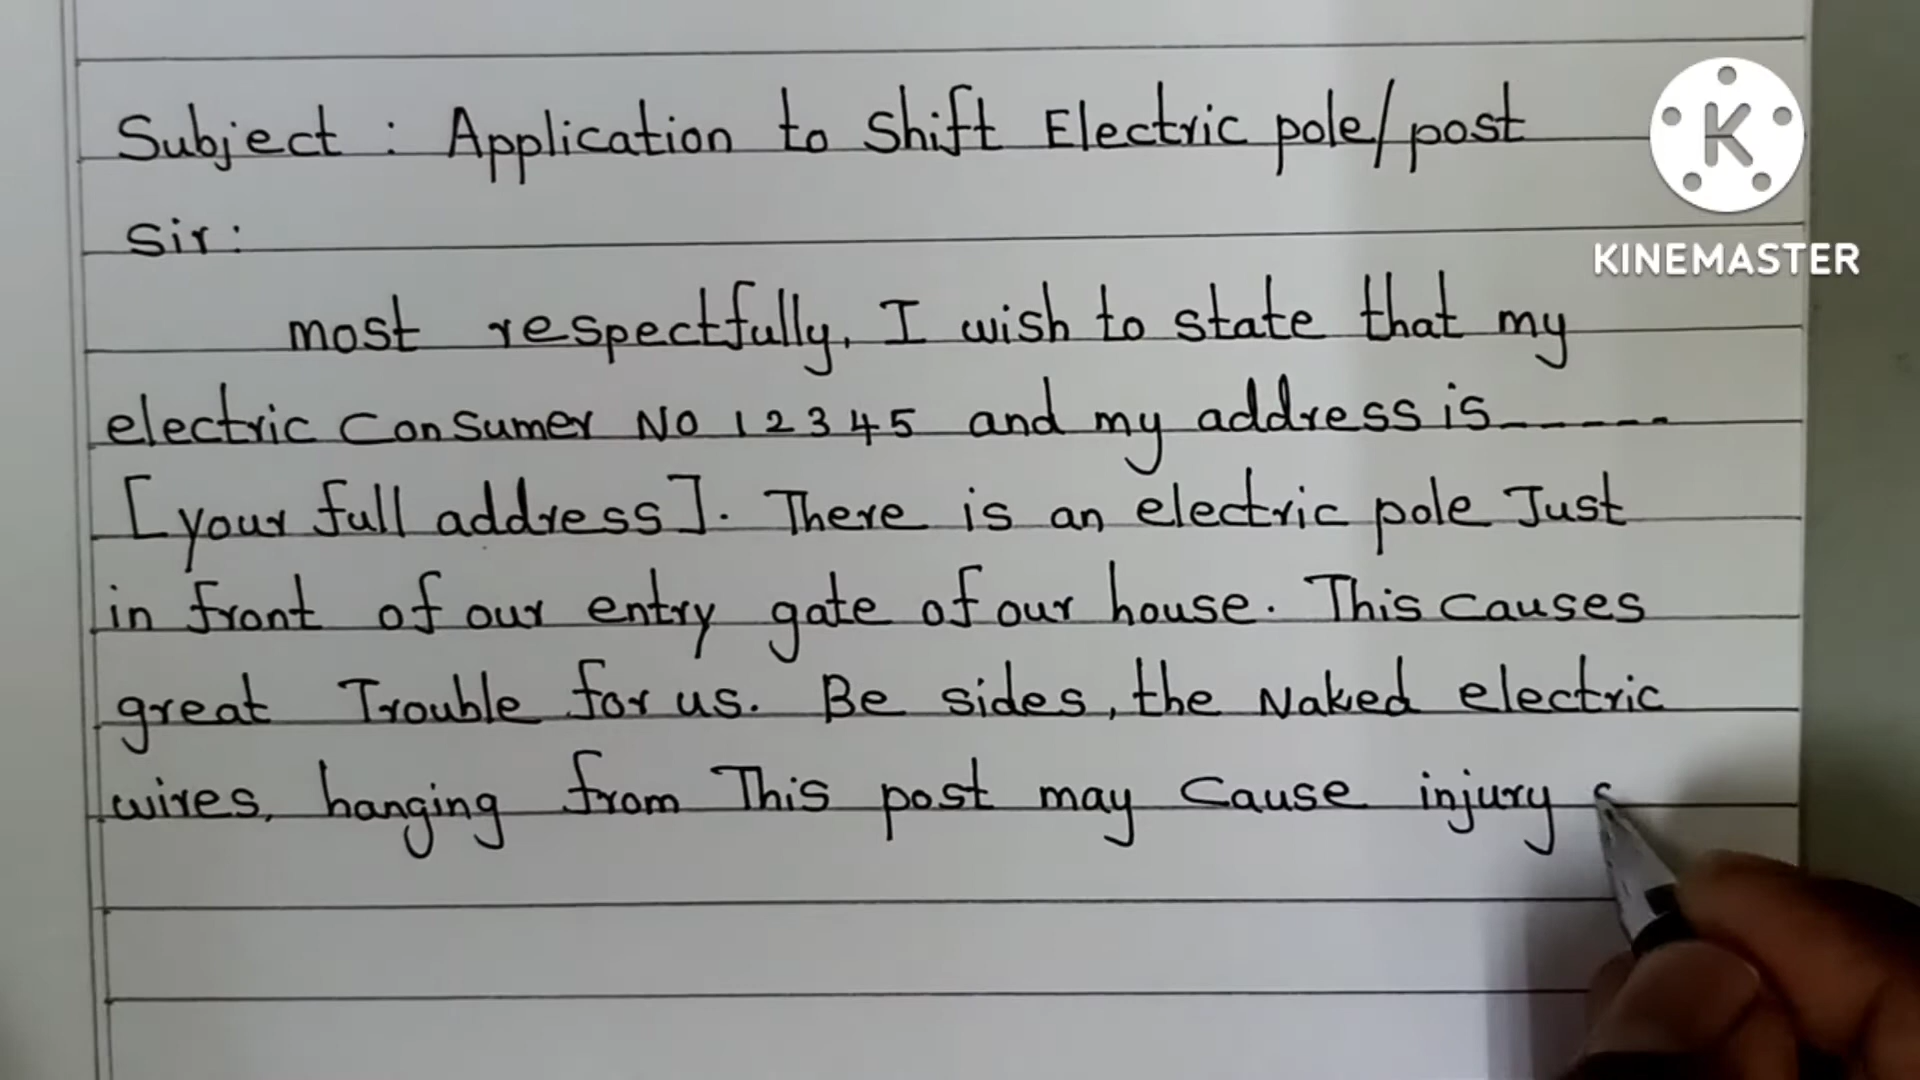 Subject : Application to Shift Electric pole/post
Sir:
most respectfully, I wish to state that my
electric Consumer No 12345 and my address is------
[your full address]. There is an electric pole Just
in front of our entry gate of our house. This causes
great Trouble for us. Be sides, the Naked electric
wires, hanging from This post may Cause injury
KINEMASTER